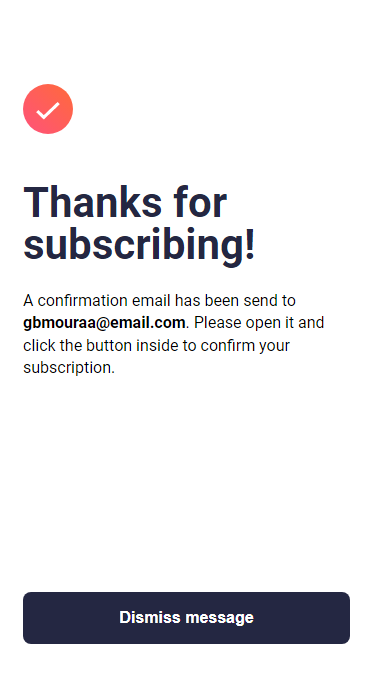 Thanks for
subscribing!
A confirmation email has been send to
gbmouraa@email.com. Please open it and
click the button inside to confirm your
subscription.
Dismiss message